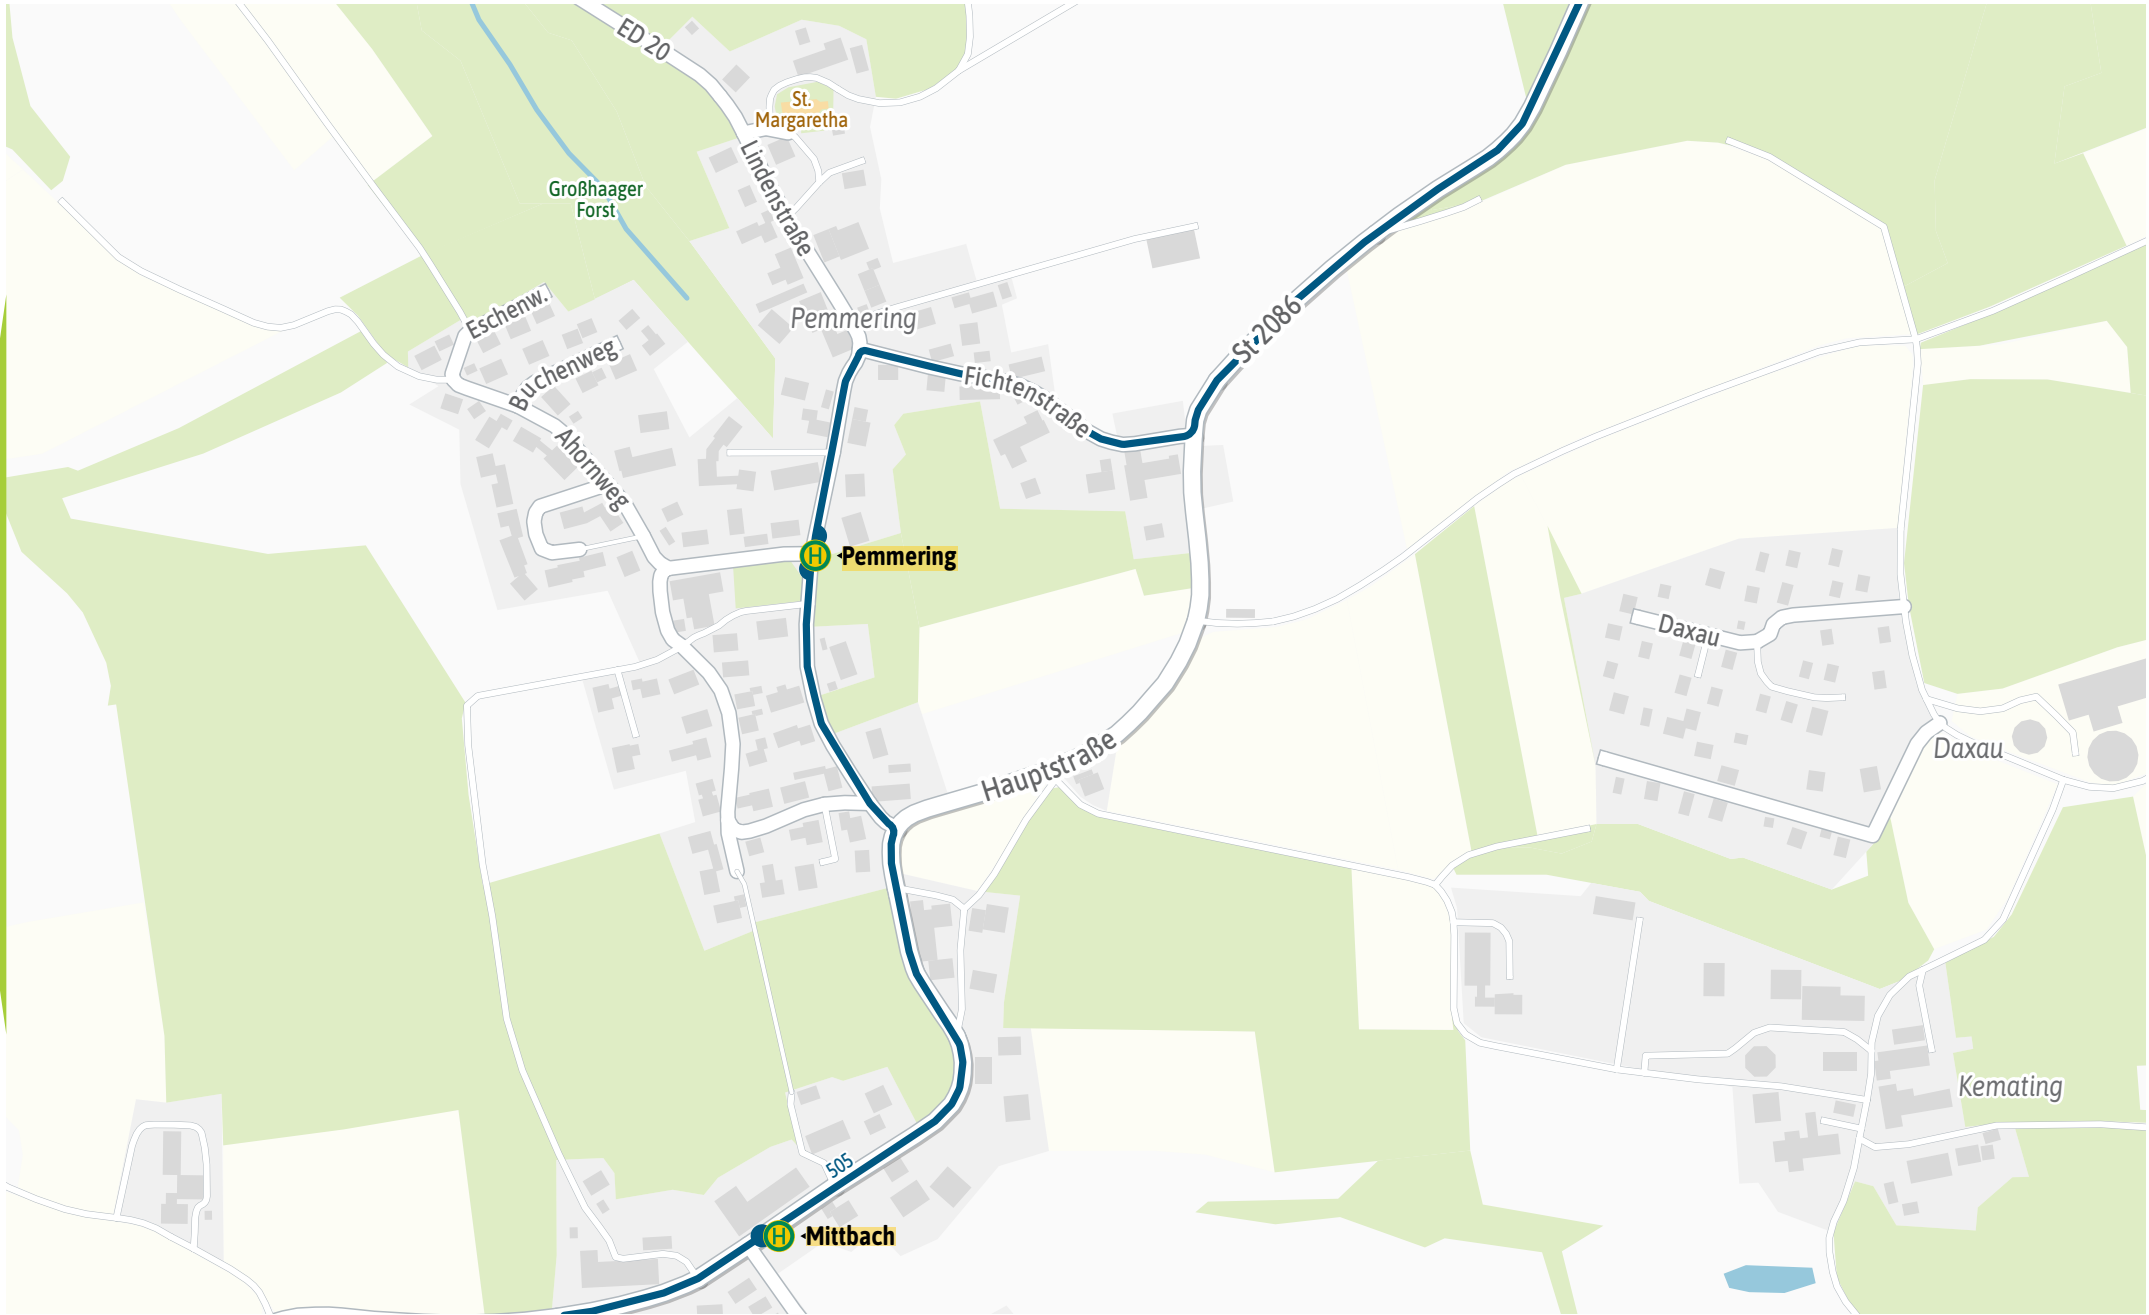 ED 20
St.
Margaretha
Lindenstraße
Großhaager
Forst
Eschenw.
Pemmering
St 2086
Buchenweg
Fichtenstraße
Ahornweg
H
Pemmering
Daxau
Hauptstraße
Daxau
Kemating
505
H
Mittbach